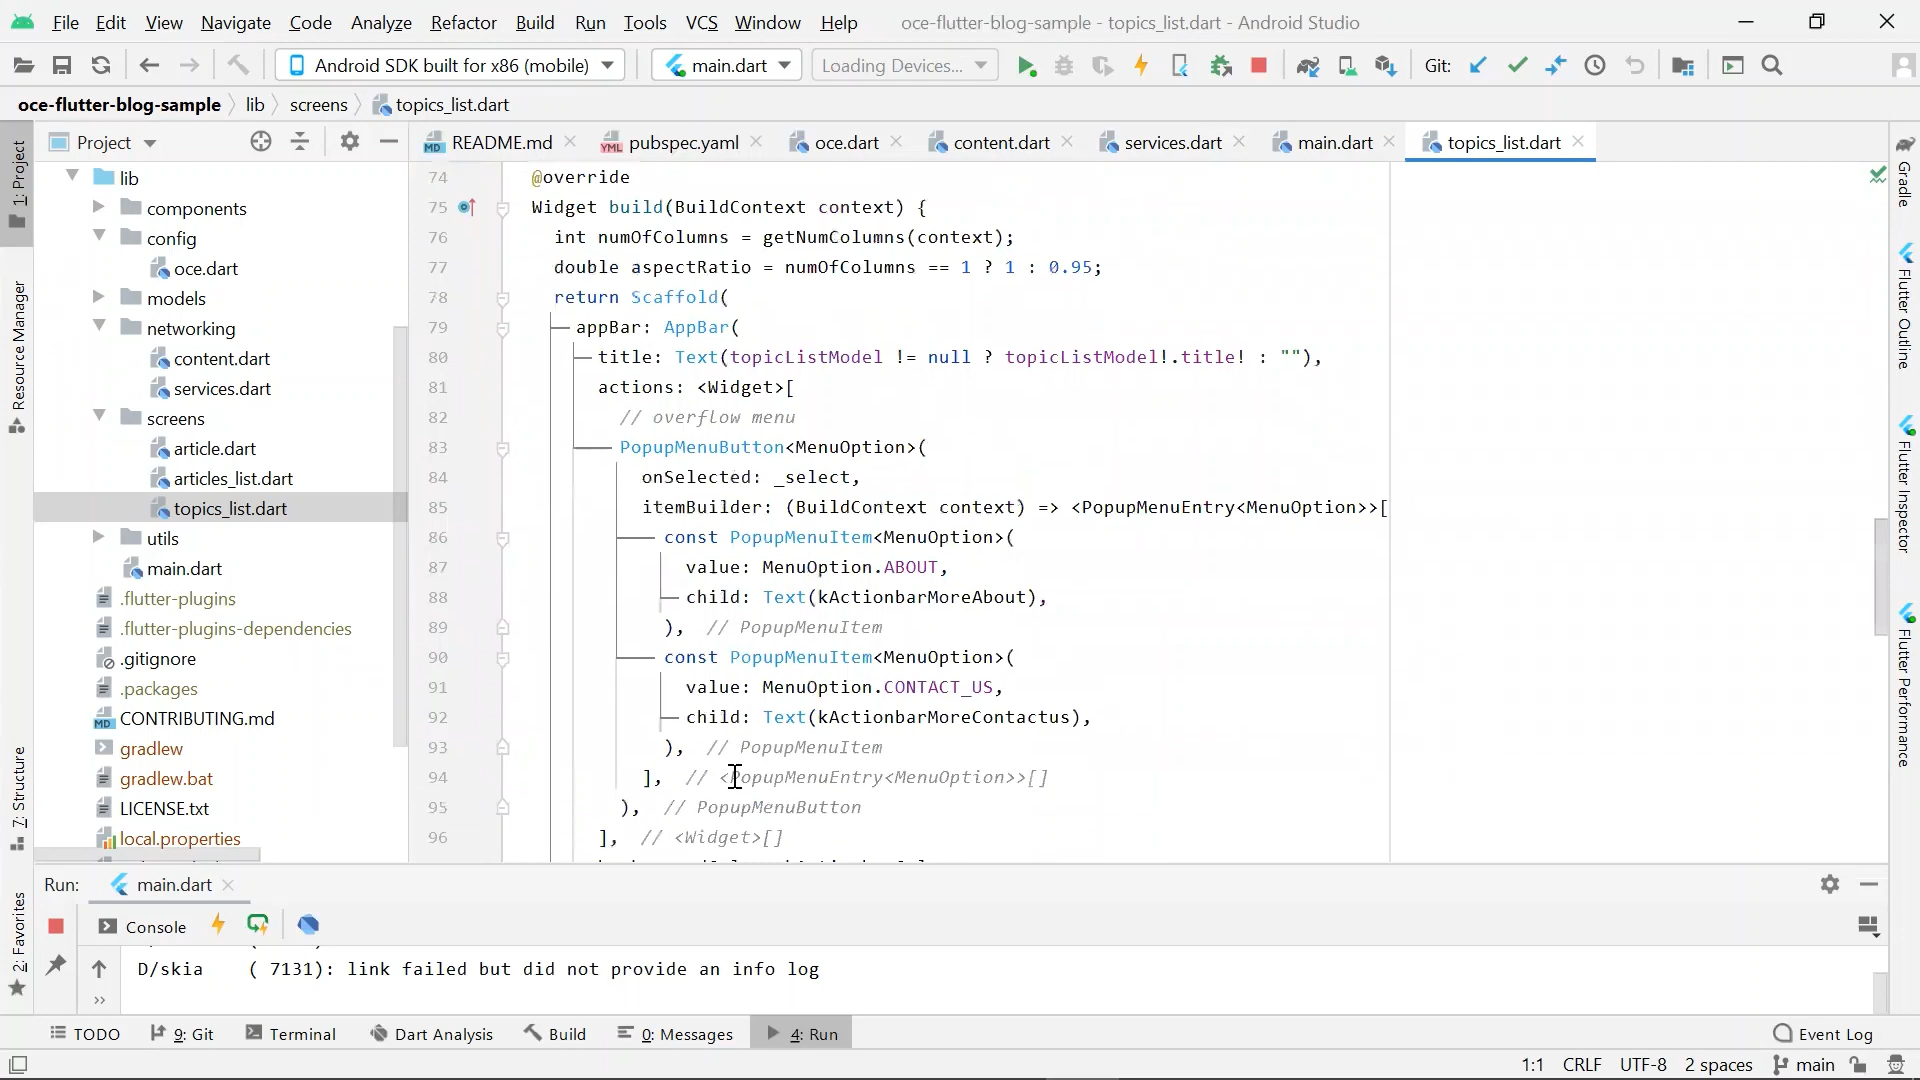 File Edit View Navigate Code Analyze Refactor Build Run Tools VCS Window Help oce-flutter-blog-sample - topics_list.dart - Android Studio
Android SDK built for x86 (mobile) main.dart Loading Devices... Git:
oce-flutter-blog-sample lib screens topics_list.dart
Project
README.md pubspec.yaml oce.dart content.dart services.dart main.dart topics_list.dart
1: Project
Resource Manager
7: Structure
2: Favorites
lib
components
config
oce.dart
models
networking
content.dart
services.dart
screens
article.dart
articles_list.dart
topics_list.dart
utils
main.dart
.flutter-plugins
.flutter-plugins-dependencies
.gitignore
.packages
CONTRIBUTING.md
gradlew
gradlew.bat
LICENSE.txt
local.properties
74 @override
75 Widget build(BuildContext context) {
76 int numOfColumns = getNumColumns(context);
77 double aspectRatio = numOfColumns == 1 ? 1 : 0.95;
78 return Scaffold(
79 appBar: AppBar(
80 title: Text(topicListModel != null ? topicListModel!.title! : ""),
81 actions: <Widget>[
82 // overflow menu
83 PopupMenuButton<MenuOption>(
84 onSelected: _select,
85 itemBuilder: (BuildContext context) => <PopupMenuEntry<MenuOption>>[
86 const PopupMenuItem<MenuOption>(
87 value: MenuOption.ABOUT,
88 child: Text(kActionbarMoreAbout),
89 ), // PopupMenuItem
90 const PopupMenuItem<MenuOption>(
91 value: MenuOption.CONTACT_US,
92 child: Text(kActionbarMoreContactus),
93 ), // PopupMenuItem
94 ], // <PopupMenuEntry<MenuOption>>[]
95 ), // PopupMenuButton
96 ], // <Widget>[]
Gradle
Flutter Outline
Flutter Inspector
Flutter Performance
Run: main.dart
Console
D/skia ( 7131): link failed but did not provide an info log
TODO 9: Git Terminal Dart Analysis Build 0: Messages 4: Run Event Log
1:1 CRLF UTF-8 2 spaces main